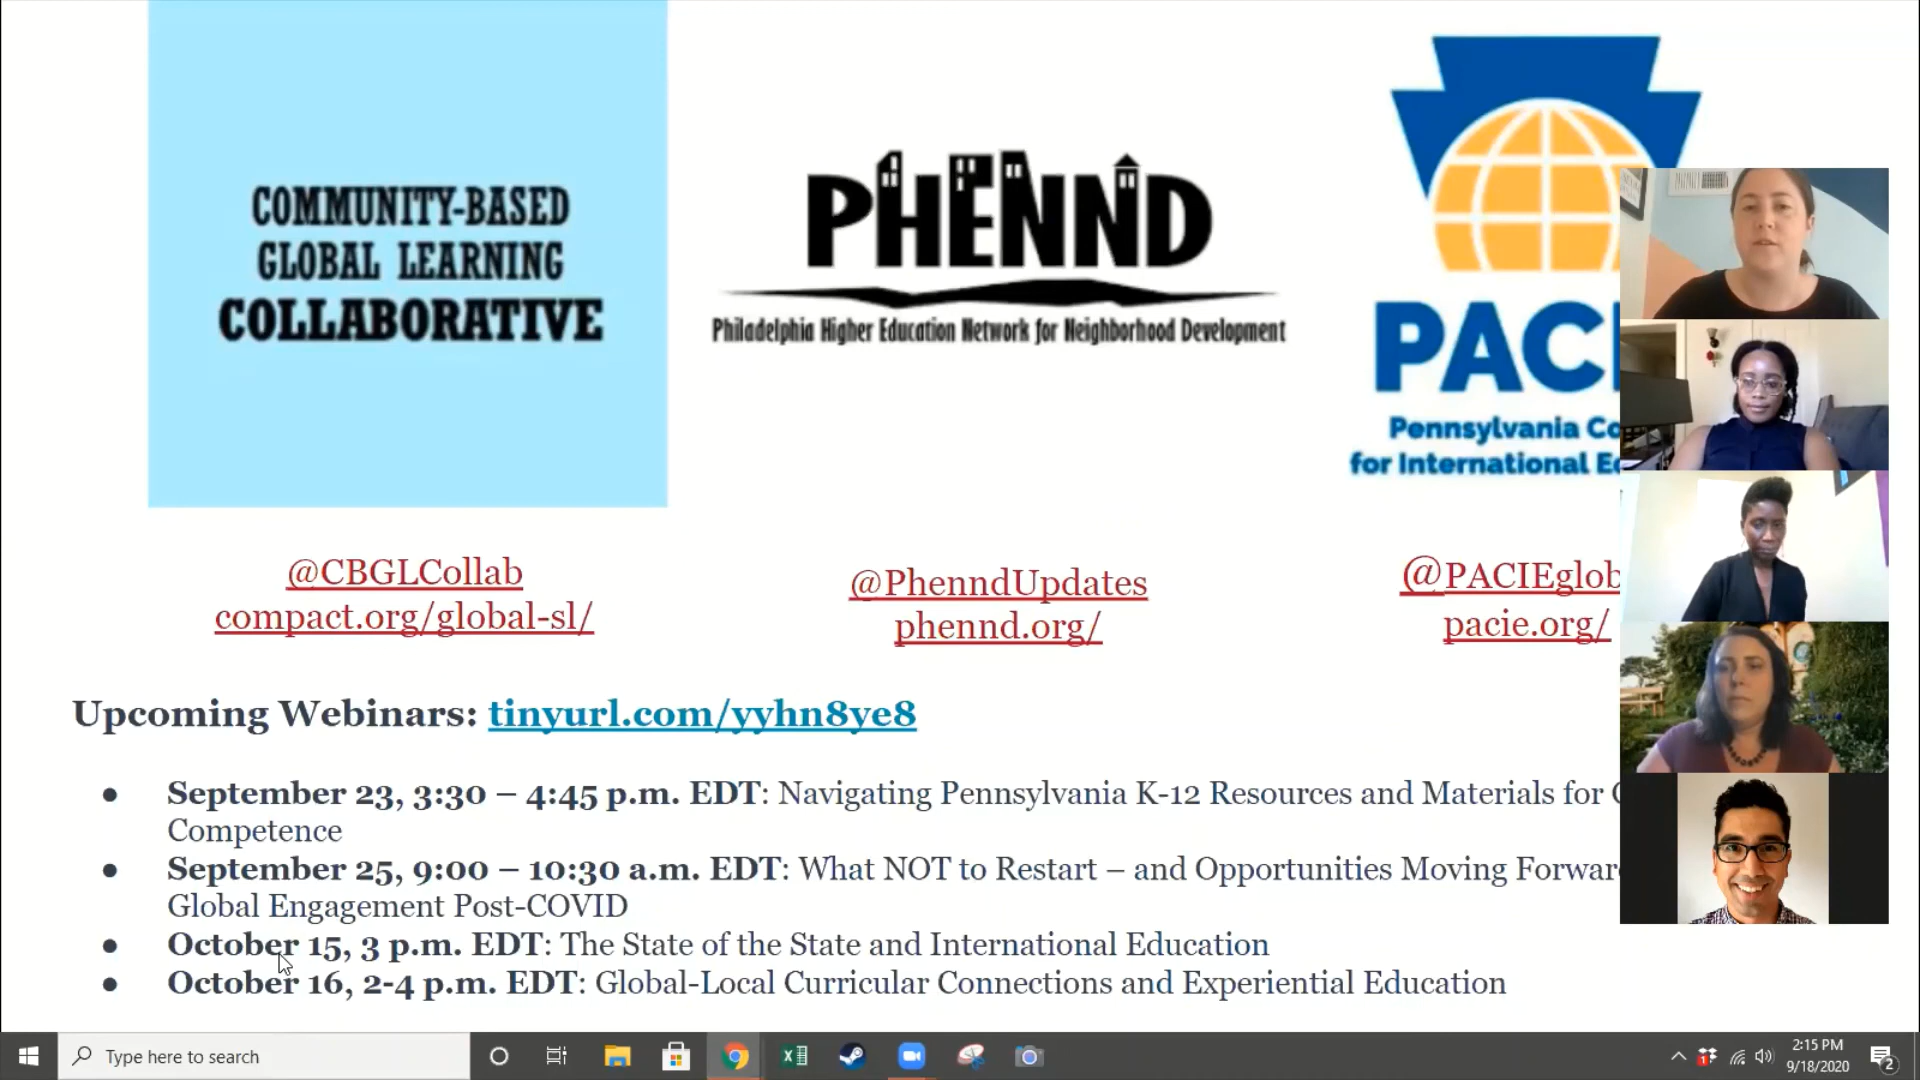 COMMUNITY-BASED
GLOBAL LEARNING
COLLABORATIVE
PHENND
Philadelphia Higher Education Network for Neighborhood Development
PACI
Pennsylvania Co
for International E
@CBGLCollab
compact.org/global-sl/
@PhenndUpdates
phennd.org/
@PACIEglob
pacie.org/
Upcoming Webinars: tinyurl.com/yyhn8ye8
● September 23, 3:30 – 4:45 p.m. EDT: Navigating Pennsylvania K-12 Resources and Materials for
Competence
● September 25, 9:00 – 10:30 a.m. EDT: What NOT to Restart – and Opportunities Moving Forwar
Global Engagement Post-COVID
● October 15, 3 p.m. EDT: The State of the State and International Education
● October 16, 2-4 p.m. EDT: Global-Local Curricular Connections and Experiential Education
Type here to search
1
2:15 PM
9/18/2020
2